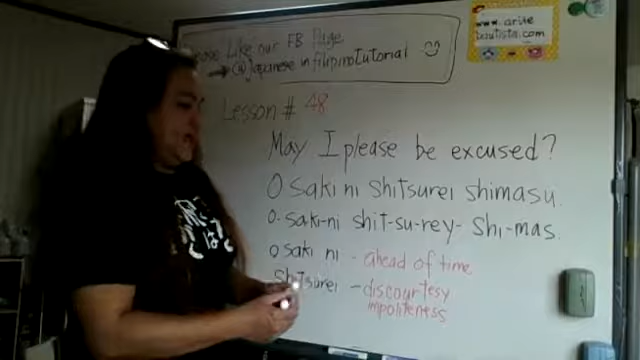 Like our FB Page
@Japanese in filipino tutorial
www.arise
bautista.com
Lesson # 48
May I please be excused?
O saki ni shitsurei shimasu.
O-saki-ni shit-su-rey-shi-mas.
O saki ni - ahead of time
Shitsurei - discourtesy
impoliteness